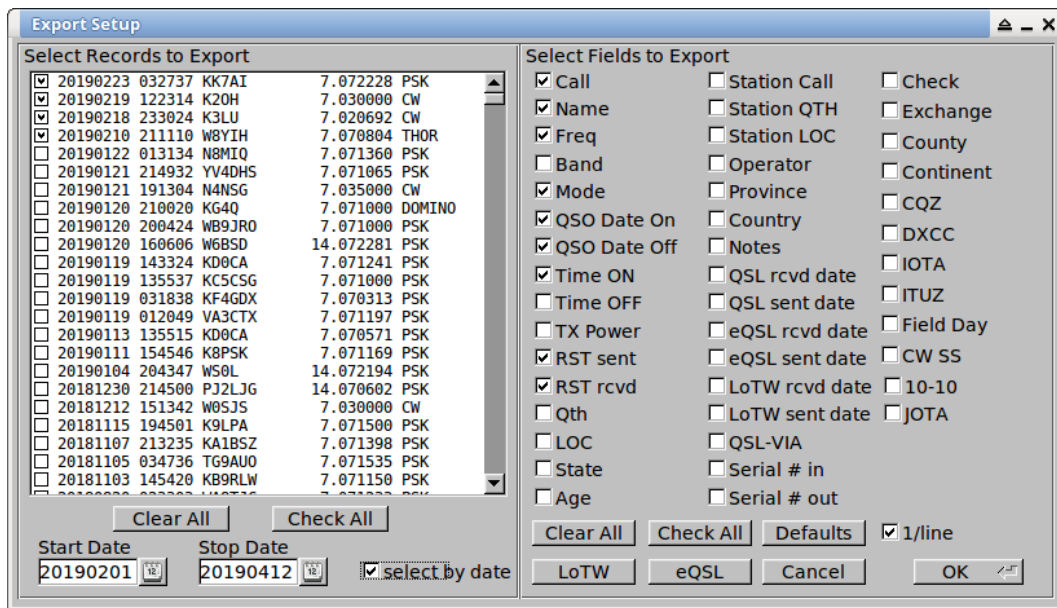 Export Setup
Select Records to Export
20190223 032737 KK7AI 7.072228 PSK
20190219 122314 K2OH 7.030000 CW
20190218 233024 K3LU 7.020692 CW
20190210 211110 W8YIH 7.070804 THOR
20190122 013134 N8MIQ 7.071360 PSK
20190121 214932 YV4DHS 7.071065 PSK
20190121 191304 N4NSG 7.035000 CW
20190120 210020 KG4Q 7.071000 DOMINO
20190120 200424 WB9JRO 7.071000 PSK
20190120 160606 W6BSD 14.072281 PSK
20190119 143324 KD0CA 7.071241 PSK
20190119 135537 KC5CSG 7.071000 PSK
20190119 031838 KF4GDX 7.070313 PSK
20190119 012049 VA3CTX 7.071197 PSK
20190113 135515 KD0CA 7.070571 PSK
20190111 154546 K8PSK 7.071169 PSK
20190104 204347 WS0L 14.072194 PSK
20181230 214500 PJ2LJG 14.070602 PSK
20181212 151342 W0SJS 7.030000 CW
20181115 194501 K9LPA 7.071500 PSK
20181107 213235 KA1BSZ 7.071398 PSK
20181105 034736 TG9AUO 7.071535 PSK
20181103 145420 KB9RLW 7.071150 PSK
Clear All Check All
Start Date Stop Date
20190201 20190412 select by date
Select Fields to Export
Call
Name
Freq
Band
Mode
QSO Date On
QSO Date Off
Time ON
Time OFF
TX Power
RST sent
RST rcvd
Qth
LOC
State
Age
Station Call
Station QTH
Station LOC
Operator
Province
Country
Notes
QSL rcvd date
QSL sent date
eQSL rcvd date
eQSL sent date
LoTW rcvd date
LoTW sent date
QSL-VIA
Serial # in
Serial # out
Check
Exchange
County
Continent
CQZ
DXCC
IOTA
ITUZ
Field Day
CW SS
10-10
JOTA
Clear All Check All Defaults 1/line
LoTW eQSL Cancel OK